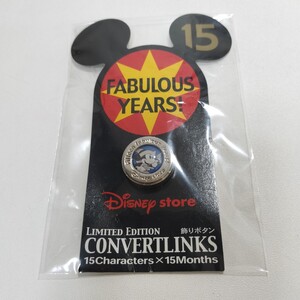 15
FABULOUS
YEARS!
DISNEY store
LIMITED EDITION 飾りボタン
CONVERTLINKS
15Characters×15Months